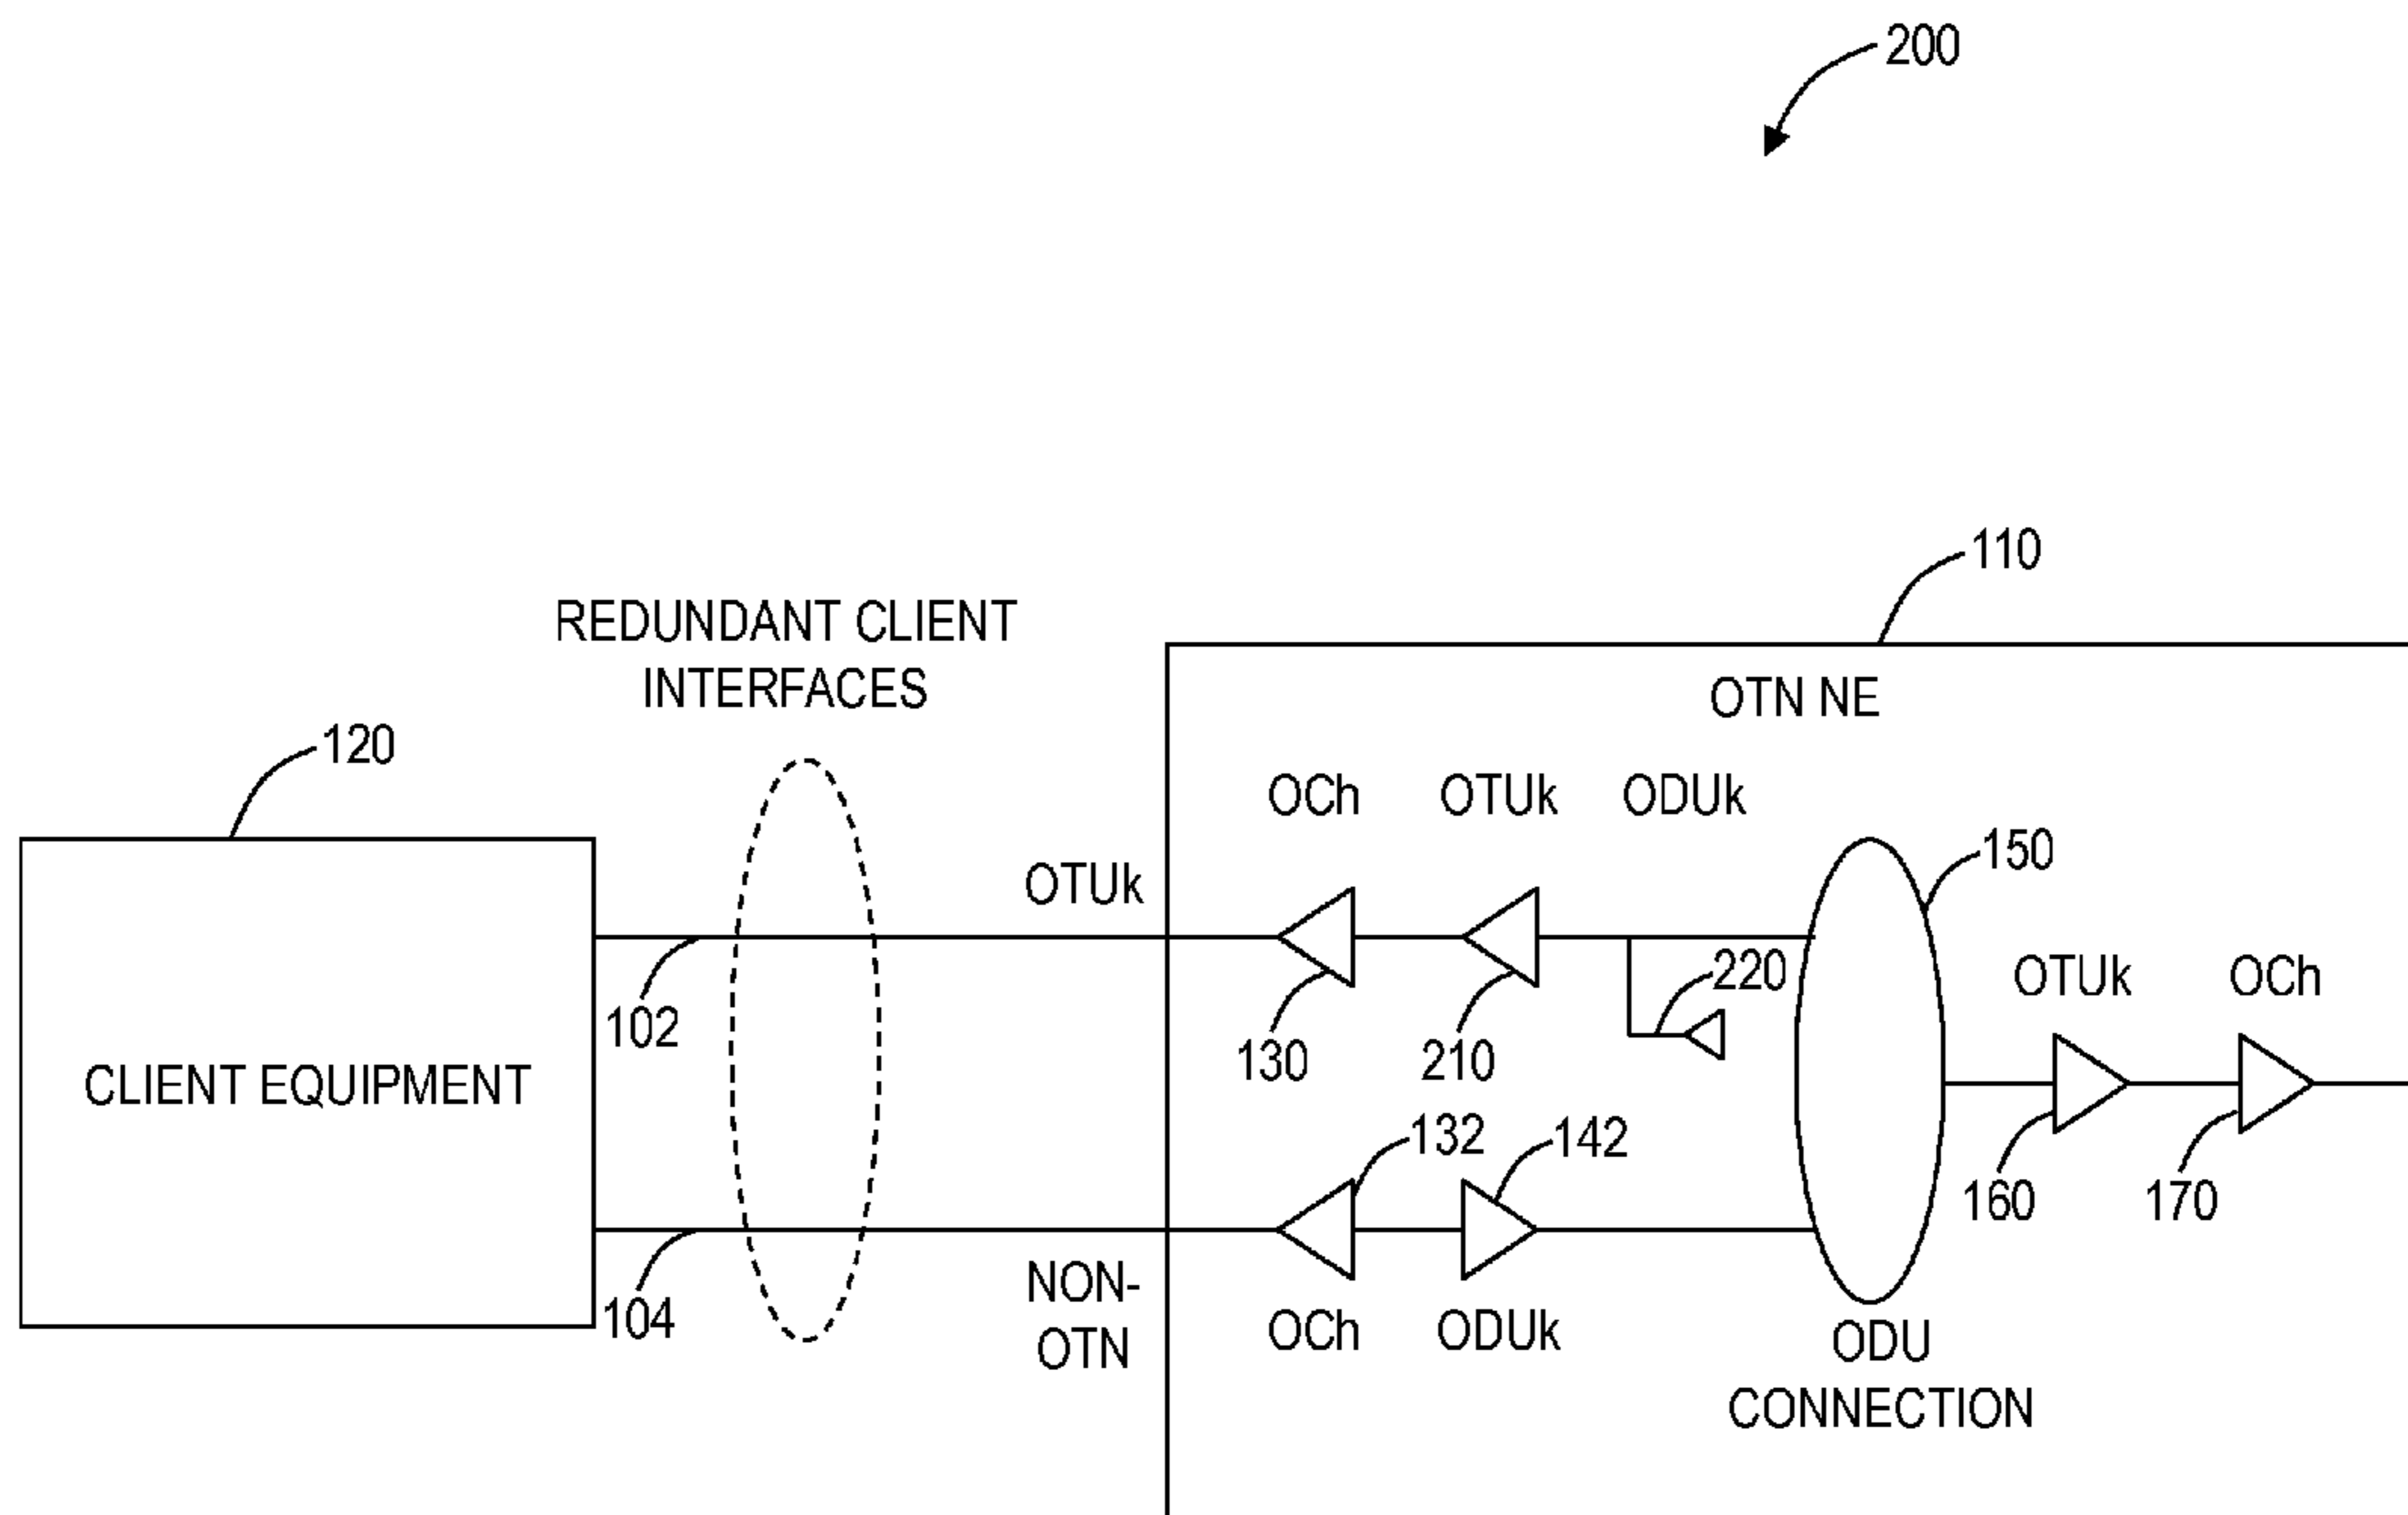 200
110
REDUNDANT CLIENT
INTERFACES
OTN NE
120
OCh OTUk ODUk
150
OTUk
220
OTUk OCh
102
130 210
CLIENT EQUIPMENT
132 142
160 170
104
NON-
OTN
OCh ODUk
ODU
CONNECTION